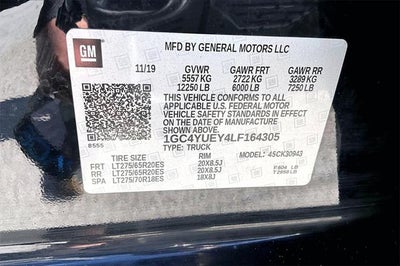 GM
MFD BY GENERAL MOTORS LLC
11/19 GVWR GAWR FRT GAWR RR
5557 KG 2722 KG 3289 KG
12250 LB 6000 LB 7250 LB
THIS VEHICLE CONFORMS TO ALL
APPLICABLE U.S. FEDERAL MOTOR
VEHICLE SAFETY STANDARDS IN EFFECT
ON THE DATE OF MANUFACTURE SHOWN ABOVE.
1GC4YUEY4LF164305
TYPE: TRUCK
B555 MODEL: 45CK30943
TIRE SIZE RIM
FRT LT275/65R20ES 20X8.5J
RR LT275/65R20ES 20X8.5J
SPA LT275/70R18ES 18X8J